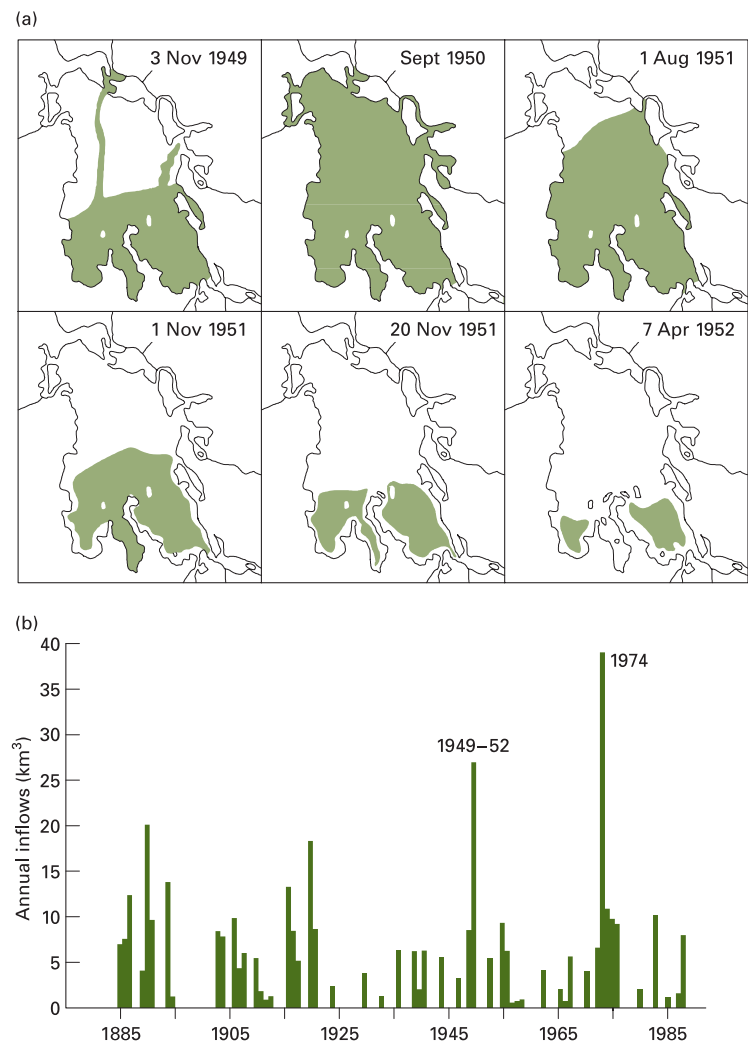 (a)
3 Nov 1949
Sept 1950
1 Aug 1951
1 Nov 1951
20 Nov 1951
7 Apr 1952
(b)
40
35
30
25
20
15
10
5
0
Annual inflows (km³)
1974
1949–52
1885
1905
1925
1945
1965
1985